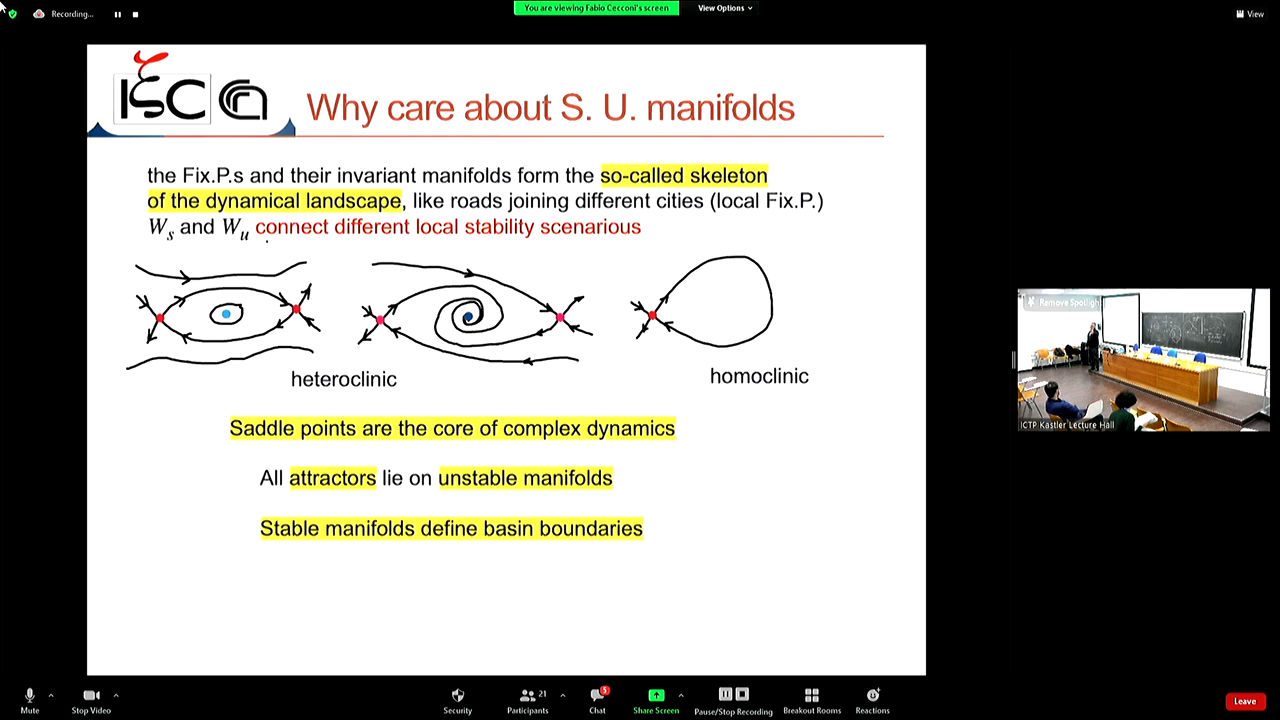 Recording...
You are viewing Fabio Cecconi's screen
View Options
View
ISC cnr
Why care about S. U. manifolds
the Fix.P.s and their invariant manifolds form the so-called skeleton
of the dynamical landscape, like roads joining different cities (local Fix.P.)
Ws and Wu connect different local stability scenarious
heteroclinic
homoclinic
Saddle points are the core of complex dynamics
All attractors lie on unstable manifolds
Stable manifolds define basin boundaries
Remove Spotlight
ICTP Kastler Lecture Hall
Mute
Stop Video
Security
Participants
21
Chat
5
Share Screen
Pause/Stop Recording
Breakout Rooms
Reactions
Leave